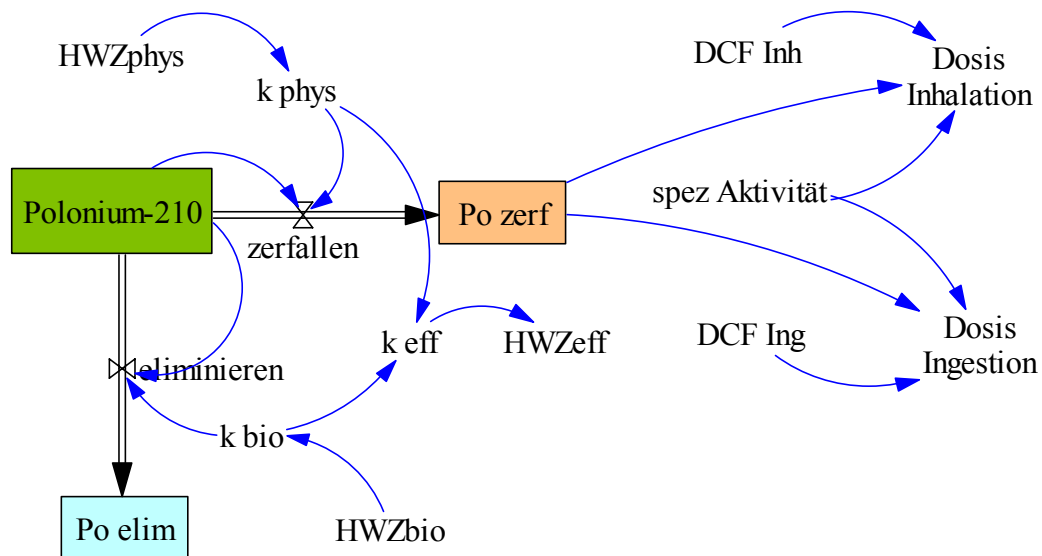 HWZphys
DCF Inh
Dosis
Inhalation
k phys
spez Aktivität
Polonium-210
Po zerf
zerfallen
k eff
HWZeff
DCF Ing
Dosis
Ingestion
eliminieren
k bio
Po elim
HWZbio